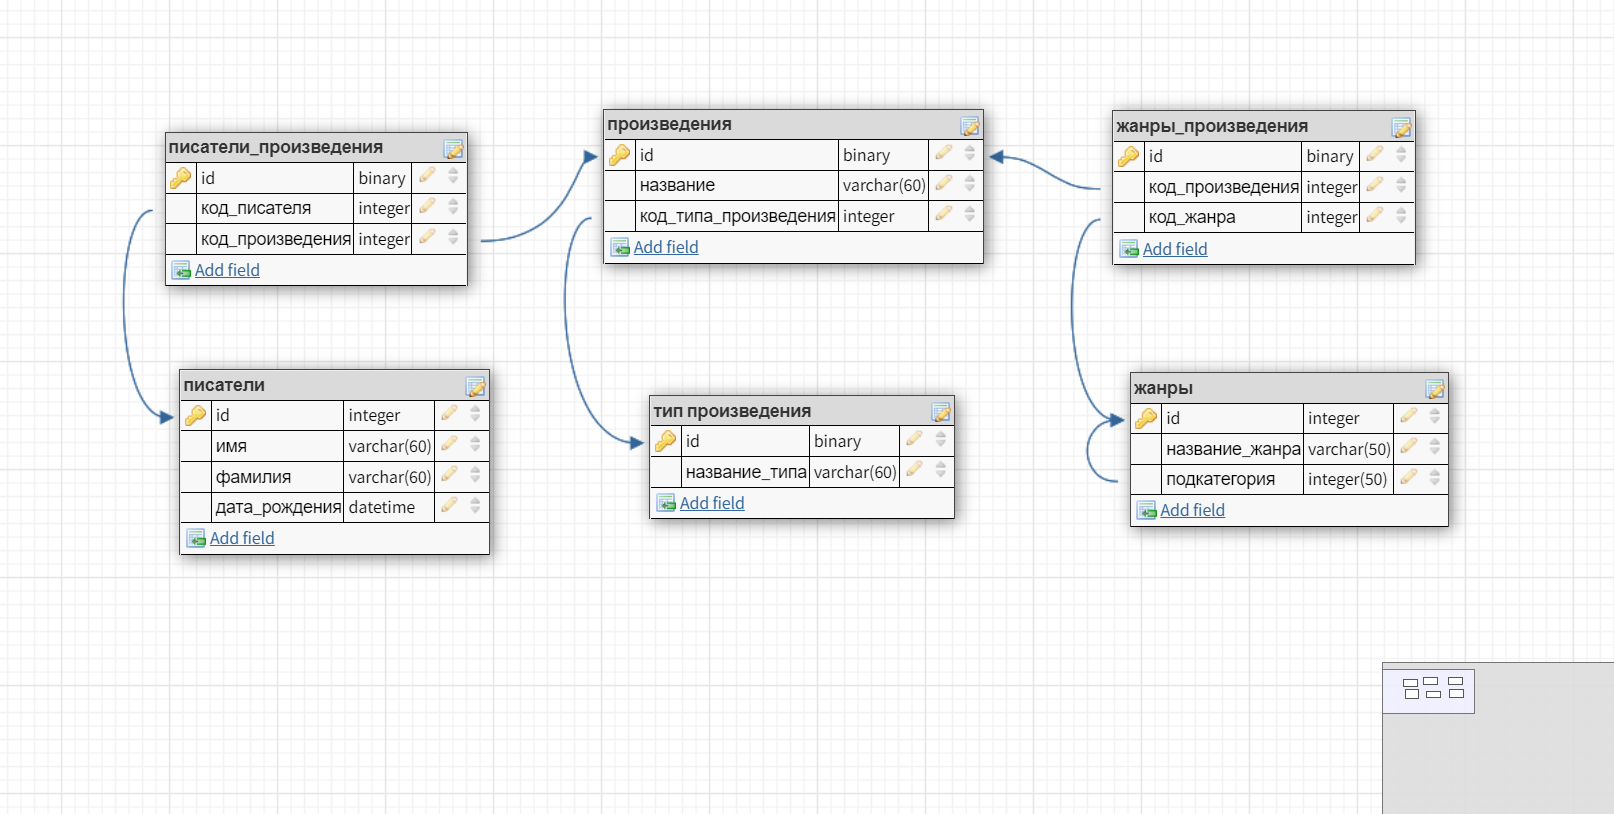 писатели_произведения
id binary
код_писателя integer
код_произведения integer
Add field
произведения
id binary
название varchar(60)
код_типа_произведения integer
Add field
жанры_произведения
id binary
код_произведения integer
код_жанра integer
Add field
писатели
id integer
имя varchar(60)
фамилия varchar(60)
дата_рождения datetime
Add field
тип произведения
id binary
название_типа varchar(60)
Add field
жанры
id integer
название_жанра varchar(50)
подкатегория integer(50)
Add field